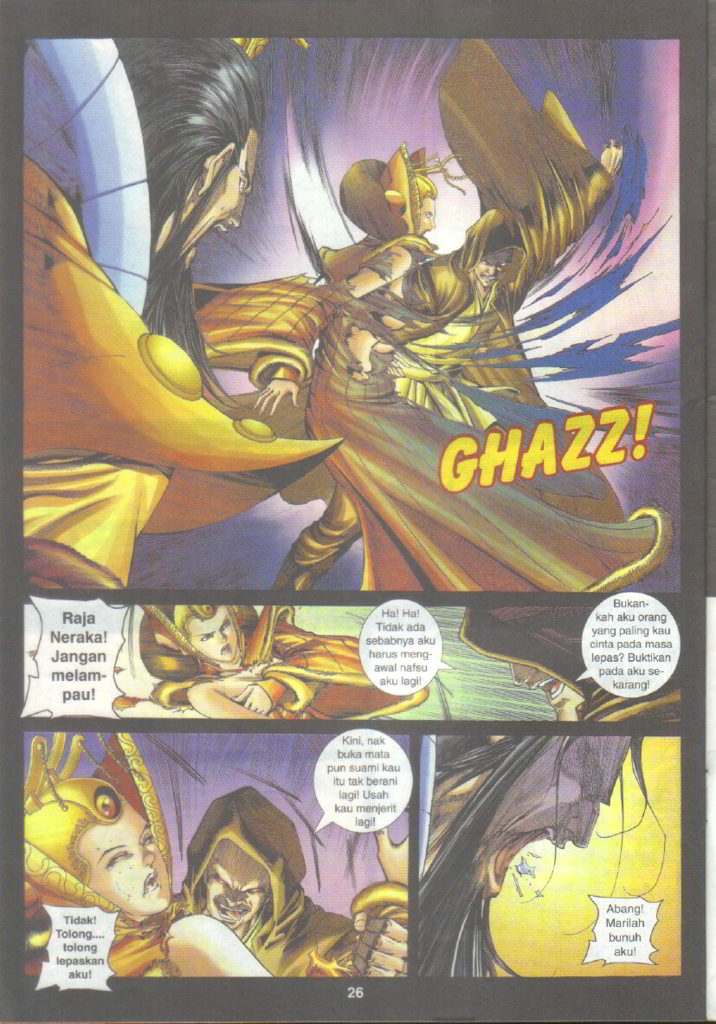 GHAZZ!
Raja
Neraka!
Jangan
melam-
pau!
Ha! Ha!
Tidak ada
sebabnya aku
harus meng-
awal nafsu
aku lagi!
Bukan-
kah aku orang
yang paling kau
cinta pada masa
lepas? Buktikan
pada aku se-
karang!
Kini, nak
buka mata
pun suami kau
itu tak berani
lagi! Usah
kau menjerit
lagi!
Tidak!
Tolong....
tolong
lepaskan
aku!
Abang!
Marilah
bunuh
aku!
26